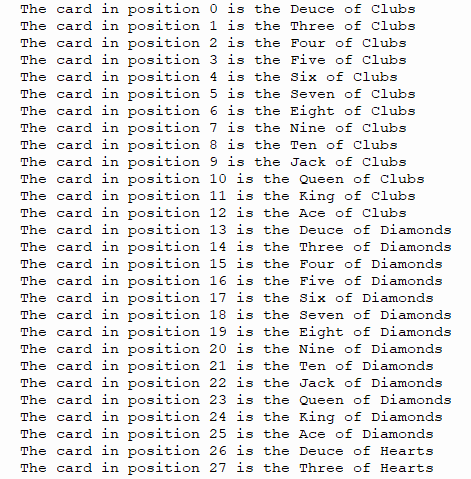 The card in position 0 is the Deuce of Clubs
The card in position 1 is the Three of Clubs
The card in position 2 is the Four of Clubs
The card in position 3 is the Five of Clubs
The card in position 4 is the Six of Clubs
The card in position 5 is the Seven of Clubs
The card in position 6 is the Eight of Clubs
The card in position 7 is the Nine of Clubs
The card in position 8 is the Ten of Clubs
The card in position 9 is the Jack of Clubs
The card in position 10 is the Queen of Clubs
The card in position 11 is the King of Clubs
The card in position 12 is the Ace of Clubs
The card in position 13 is the Deuce of Diamonds
The card in position 14 is the Three of Diamonds
The card in position 15 is the Four of Diamonds
The card in position 16 is the Five of Diamonds
The card in position 17 is the Six of Diamonds
The card in position 18 is the Seven of Diamonds
The card in position 19 is the Eight of Diamonds
The card in position 20 is the Nine of Diamonds
The card in position 21 is the Ten of Diamonds
The card in position 22 is the Jack of Diamonds
The card in position 23 is the Queen of Diamonds
The card in position 24 is the King of Diamonds
The card in position 25 is the Ace of Diamonds
The card in position 26 is the Deuce of Hearts
The card in position 27 is the Three of Hearts